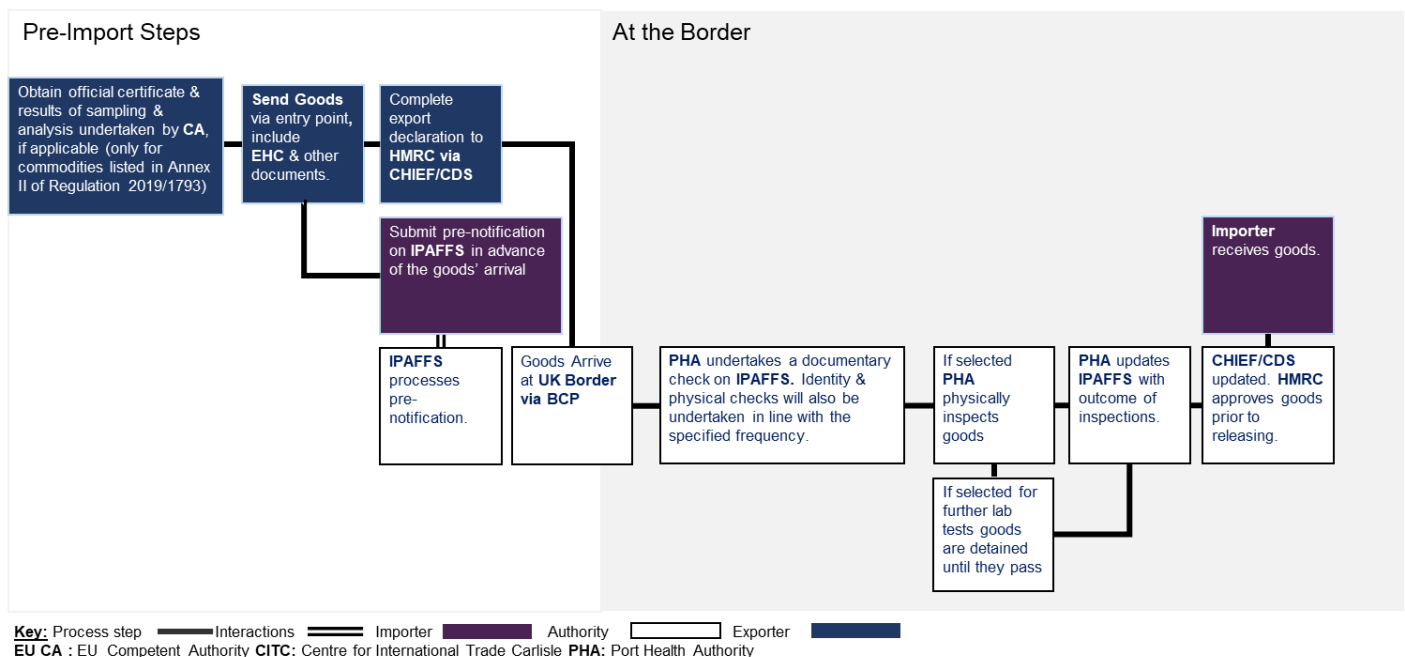 Pre-Import Steps
At the Border
Obtain official certificate &
results of sampling &
analysis undertaken by CA,
if applicable (only for
commodities listed in Annex
II of Regulation 2019/1793)
Send Goods
via entry point,
include
EHC & other
documents.
Complete
export
declaration to
HMRC via
CHIEF/CDS
Submit pre-notification
on IPAFFS in advance
of the goods' arrival
Importer
receives goods.
IPAFFS
processes
pre-
notification.
Goods Arrive
at UK Border
via BCP
PHA undertakes a documentary
check on IPAFFS. Identity &
physical checks will also be
undertaken in line with the
specified frequency.
If selected
PHA
physically
inspects
goods
PHA updates
IPAFFS with
outcome of
inspections.
CHIEF/CDS
updated. HMRC
approves goods
prior to
releasing.
If selected for
further lab
tests goods
are detained
until they pass
Key: Process step Interactions Importer Authority Exporter
EU CA : EU Competent Authority CITC: Centre for International Trade Carlisle PHA: Port Health Authority